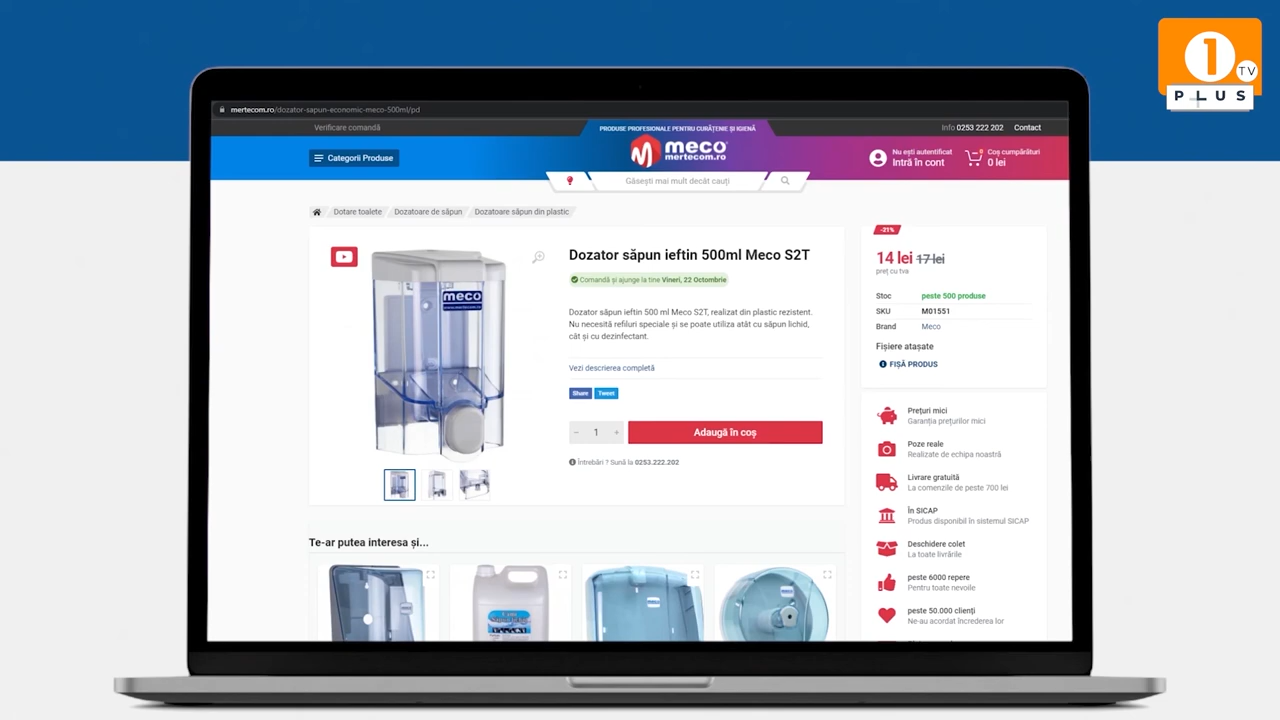 1
TV
PLUS
mertecom.ro/dozator-sapun-economic-meco-500ml/pd
Verificare comandă
PRODUSE PROFESIONALE PENTRU CURĂȚENIE ȘI IGIENĂ
Info 0253 222 202 Contact
Categorii Produse
meco
mertecom.ro
Nu ești autentificat
Intră în cont
0
Coș cumpărături
0 lei
Găsești mai mult decât cauți
Dotare toalete
Dozatoare de săpun
Dozatoare săpun din plastic
meco
Dozator săpun ieftin 500ml Meco S2T
Comandă și ajunge la tine Vineri, 22 Octombrie
Dozator săpun ieftin 500 ml Meco S2T, realizat din plastic rezistent.
Nu necesită refiluri speciale și se poate utiliza atât cu săpun lichid,
cât și cu dezinfectant.
Vezi descrierea completă
Share Tweet
− 1 + Adaugă în coș
Întrebări ? Sună la 0253.222.202
-21%
14 lei 17 lei
preț cu tva
Stoc peste 500 produse
SKU M01551
Brand Meco
Fișiere atașate
FIȘĂ PRODUS
Prețuri mici
Garanția prețurilor mici
Poze reale
Realizate de echipa noastră
Livrare gratuită
La comenzile de peste 700 lei
În SICAP
Produs disponibil în sistemul SICAP
Deschidere colet
La toate livrările
peste 6000 repere
Pentru toate nevoile
peste 50.000 clienți
Ne-au acordat încrederea lor
Te-ar putea interesa și...